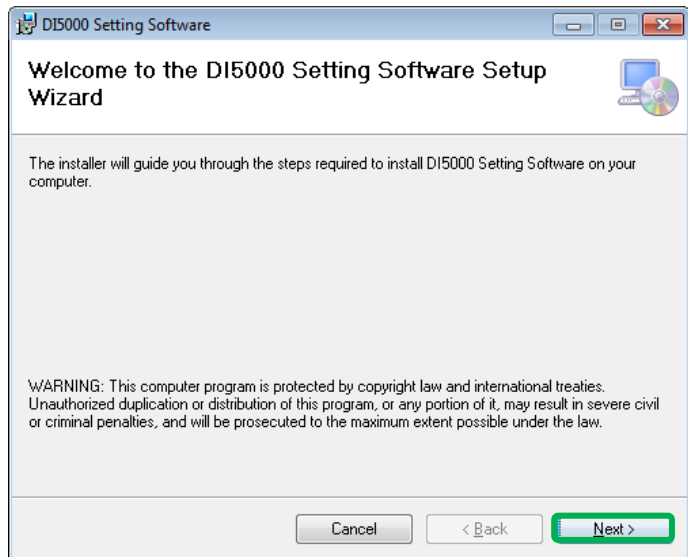 DI5000 Setting Software
Welcome to the DI5000 Setting Software Setup
Wizard
The installer will guide you through the steps required to install DI5000 Setting Software on your
computer.
WARNING: This computer program is protected by copyright law and international treaties.
Unauthorized duplication or distribution of this program, or any portion of it, may result in severe civil
or criminal penalties, and will be prosecuted to the maximum extent possible under the law.
Cancel < Back Next >